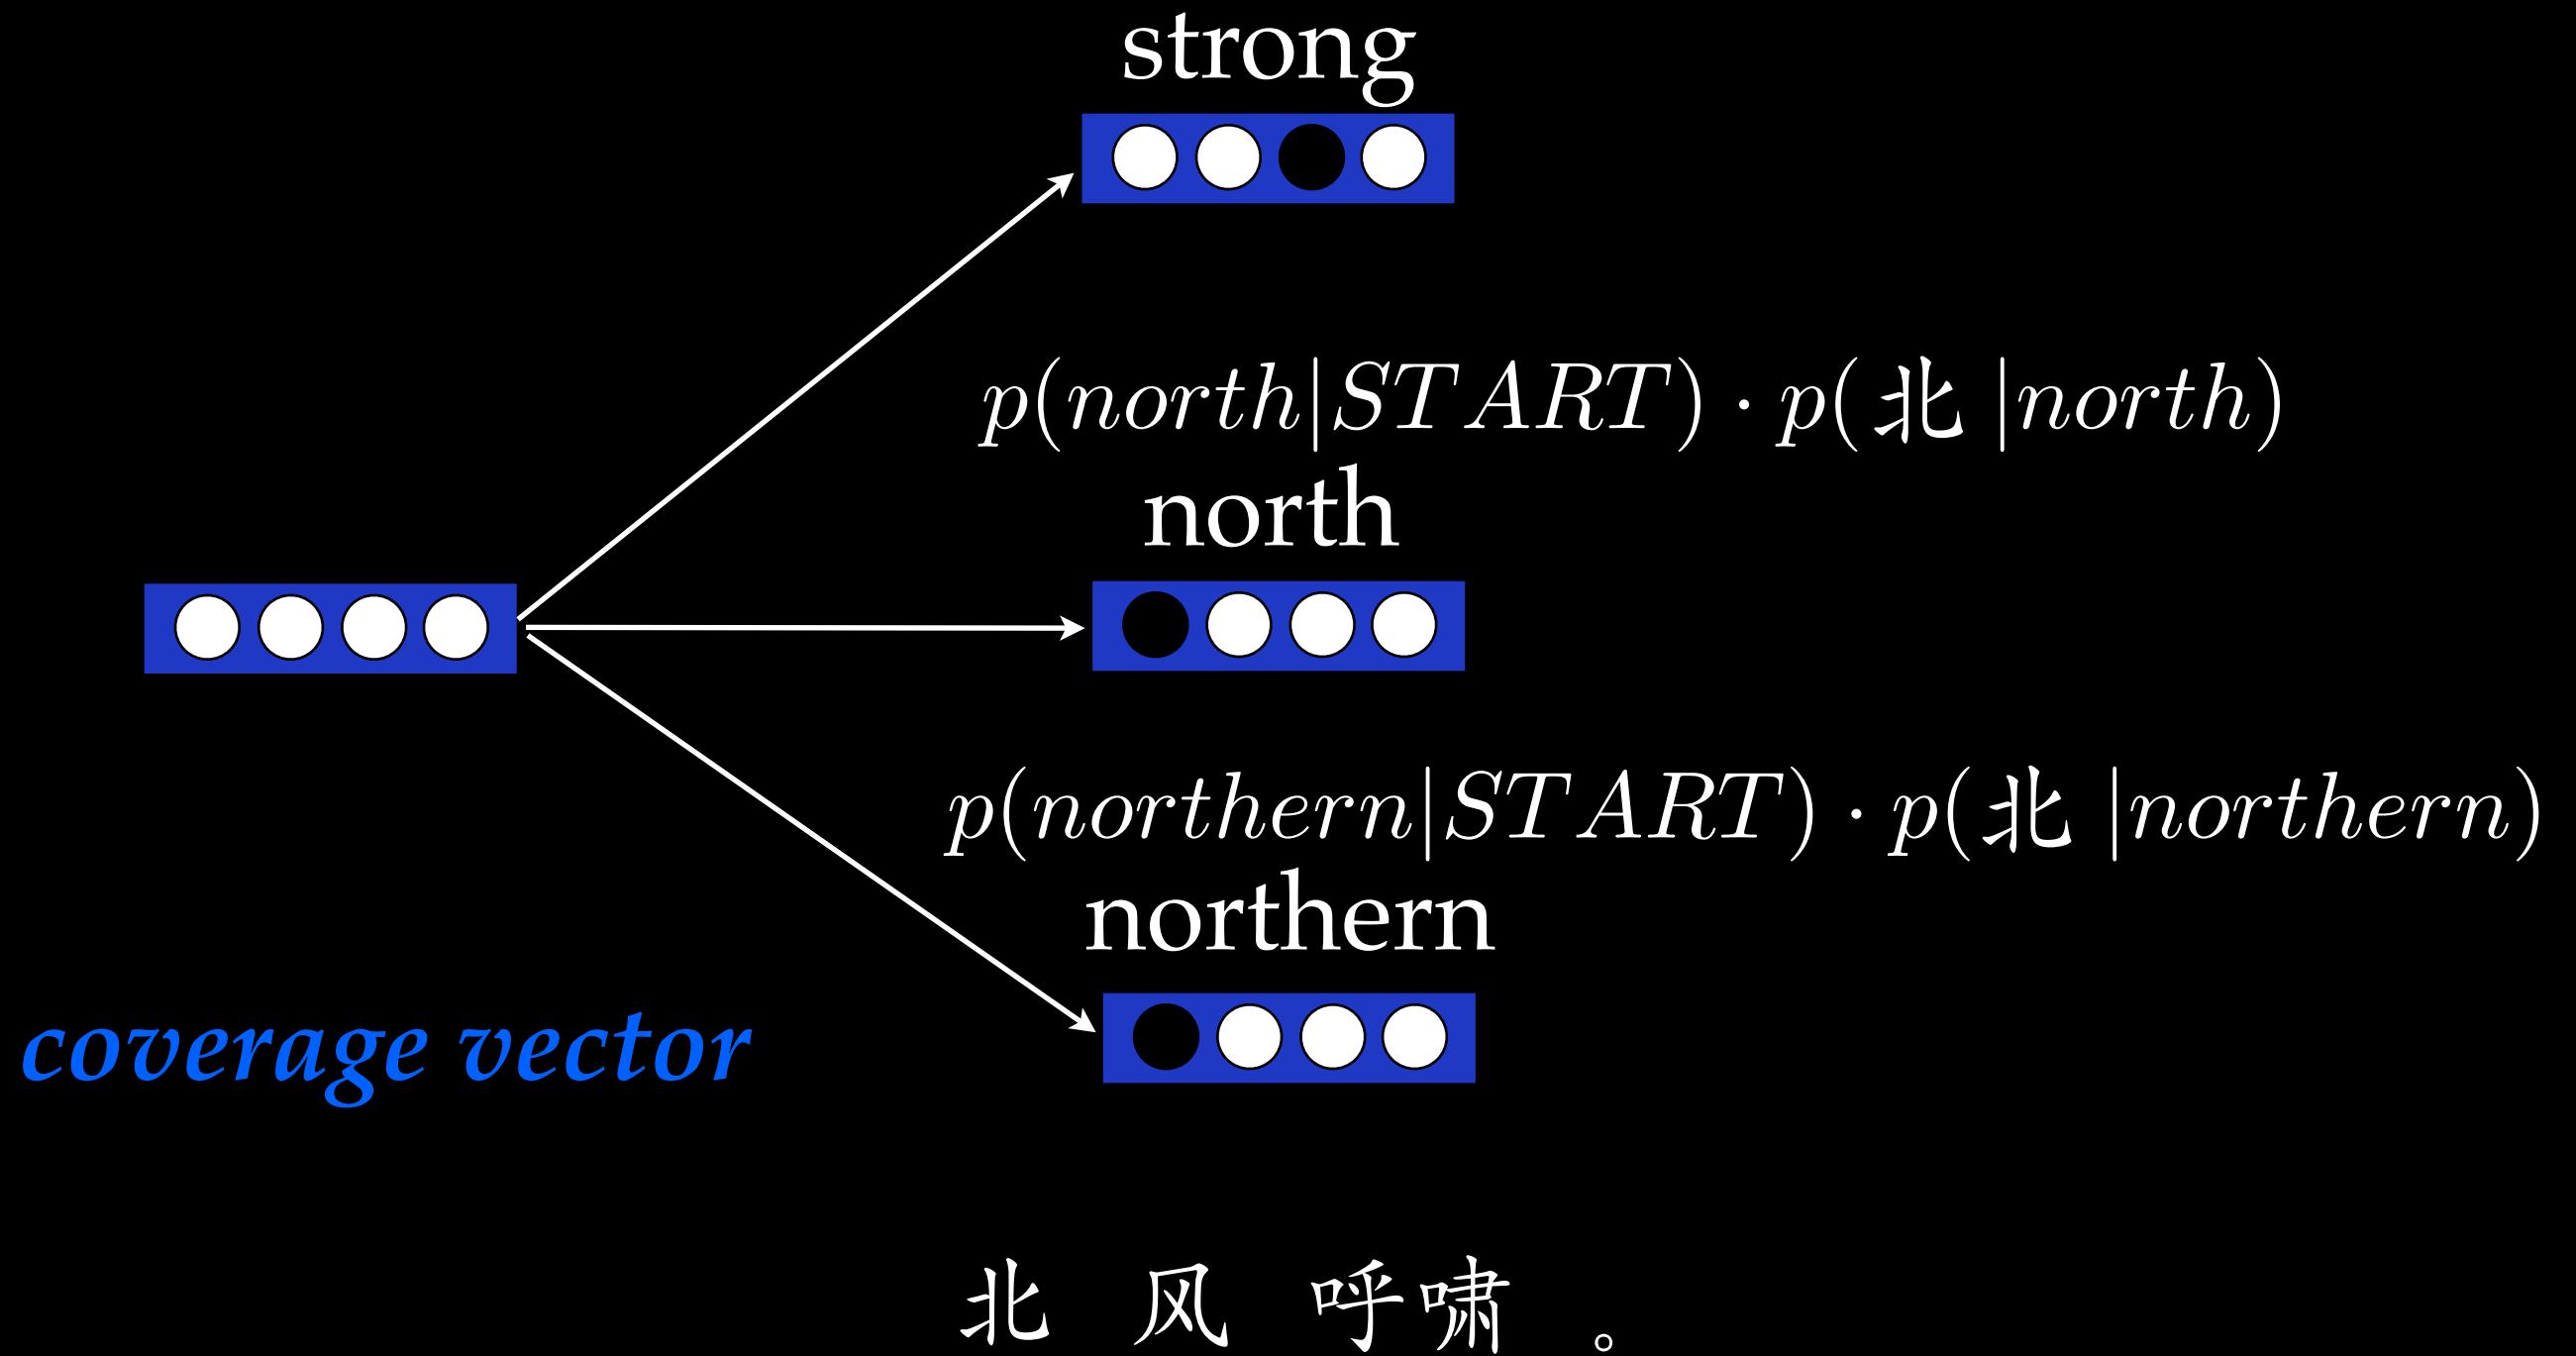 strong
p(north|START) · p(北 |north)
north
p(northern|START) · p(北 |northern)
northern
coverage vector
北 风 呼啸 。